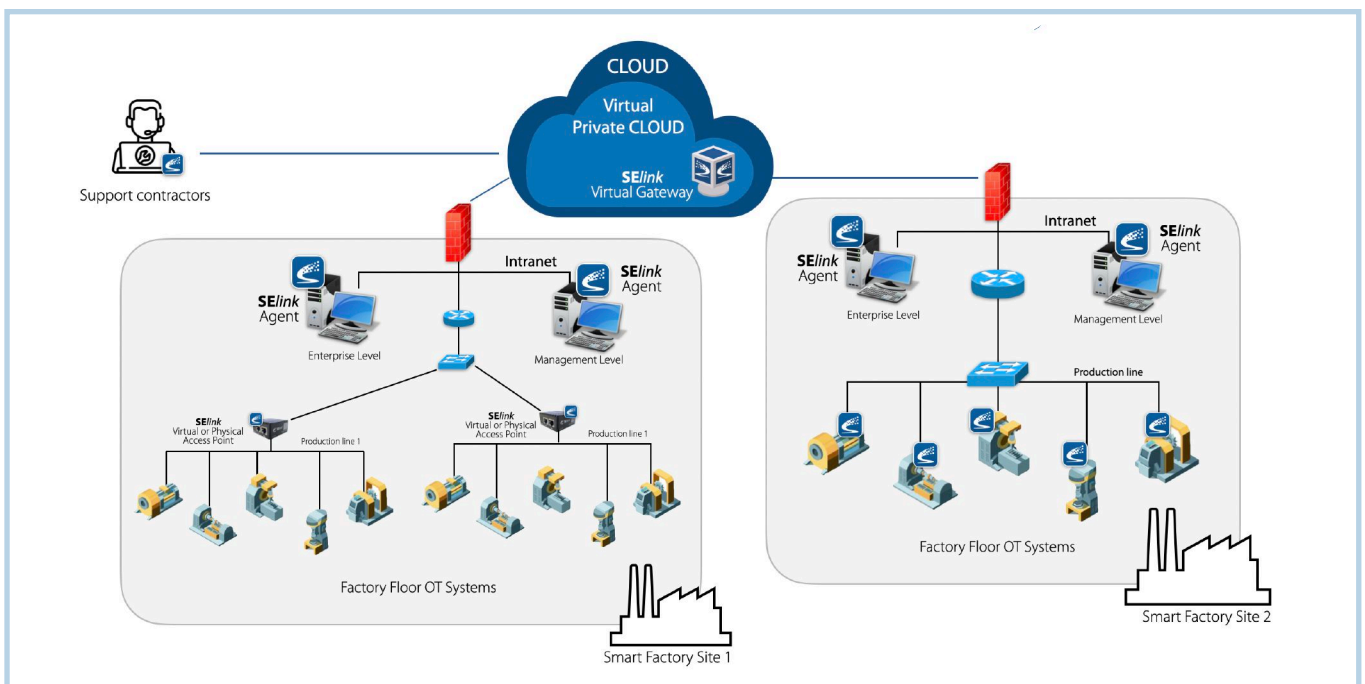 CLOUD
Virtual
Private CLOUD
SElink
Virtual Gateway
Support contractors
Intranet
SElink
Agent
SElink
Agent
Enterprise Level
Management Level
SElink
Virtual or Physical
Access Point
Production line 1
SElink
Virtual or Physical
Access Point
Production line 1
Factory Floor OT Systems
Smart Factory Site 1
Intranet
SElink
Agent
SElink
Agent
Enterprise Level
Management Level
Production line
Factory Floor OT Systems
Smart Factory Site 2